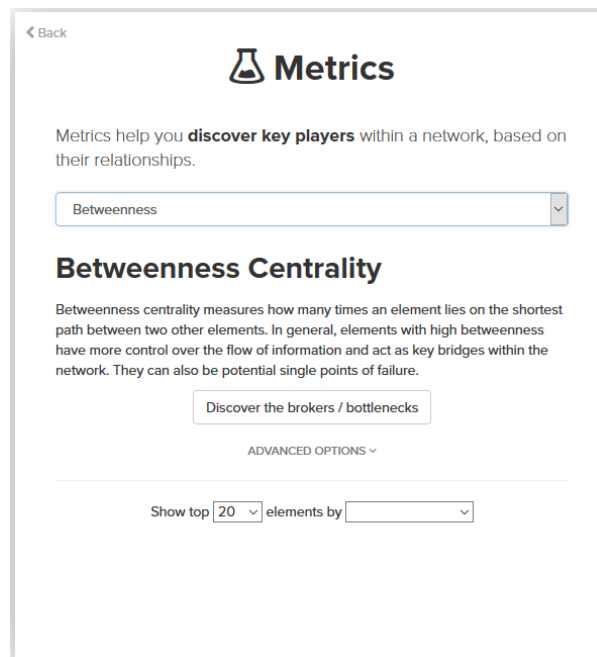 Back
Metrics
Metrics help you discover key players within a network, based on
their relationships.
Betweenness
Betweenness Centrality
Betweenness centrality measures how many times an element lies on the shortest
path between two other elements. In general, elements with high betweenness
have more control over the flow of information and act as key bridges within the
network. They can also be potential single points of failure.
Discover the brokers / bottlenecks
ADVANCED OPTIONS
Show top 20 elements by